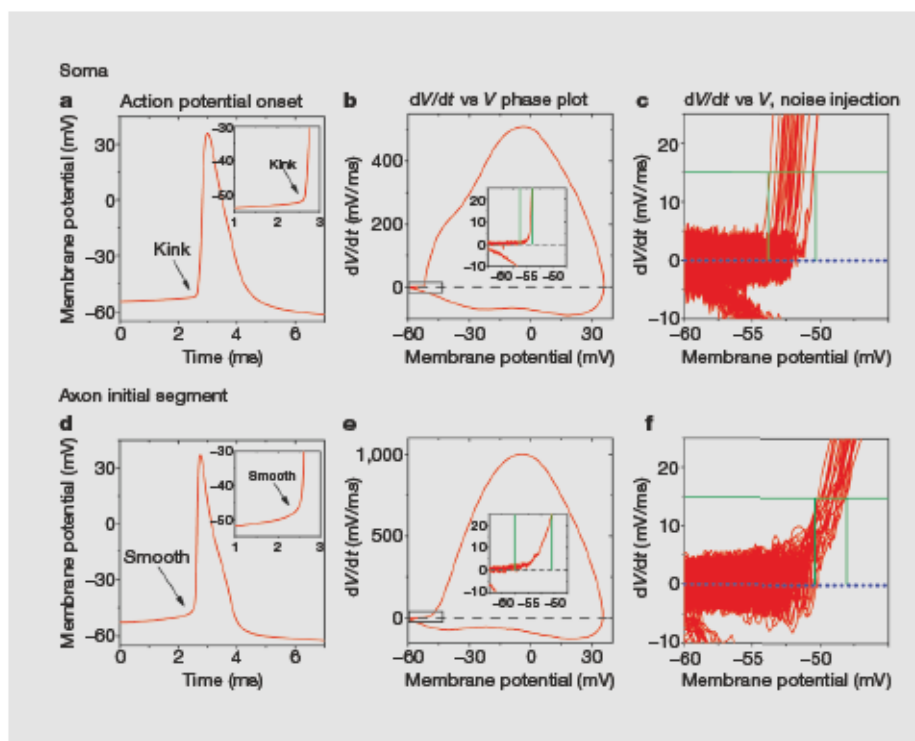 Soma
a Action potential onset
b dV/dt vs V phase plot
c dV/dt vs V, noise injection
Membrane potential (mV)
30
0
−30
−60
0 2 4 6
Time (ms)
Kink
−30
−40
−50
1 2 3
Kink
dV/dt (mV/ms)
400
200
0
−60 −30 0 30
Membrane potential (mV)
20
10
0
−10
−60 −55 −50
dV/dt (mV/ms)
20
10
0
−10
−60 −55 −50
Membrane potential (mV)
Axon initial segment
d
e
f
Membrane potential (mV)
30
0
−30
−60
0 2 4 6
Time (ms)
Smooth
−30
−40
−50
1 2 3
Smooth
dV/dt (mV/ms)
1,000
500
0
−60 −30 0 30
Membrane potential (mV)
20
10
0
−10
−60 −55 −60
dV/dt (mV/ms)
20
10
0
−10
−60 −55 −50
Membrane potential (mV)